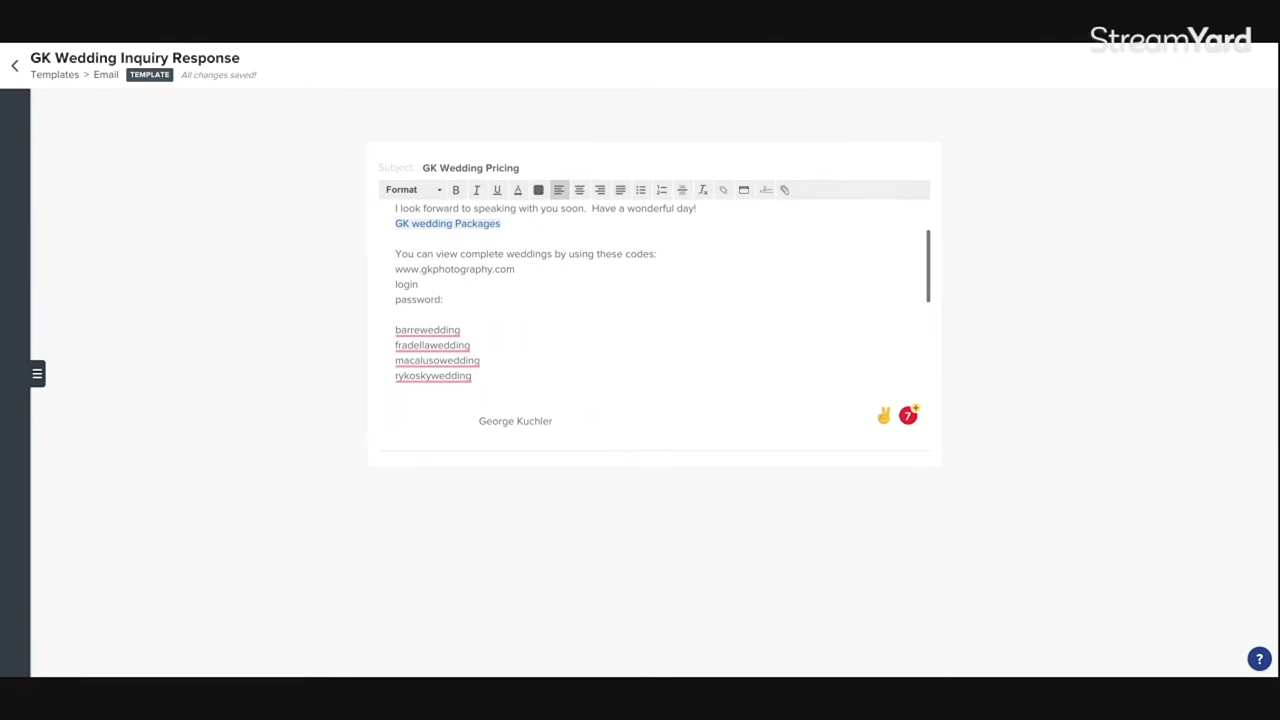 StreamYard
GK Wedding Inquiry Response
Templates > Email TEMPLATE All changes saved!
Subject: GK Wedding Pricing
Format B I U A
I look forward to speaking with you soon. Have a wonderful day!
GK wedding Packages
You can view complete weddings by using these codes:
www.gkphotography.com
login
password:
barrewedding
fradellawedding
macalusowedding
rykoskywedding
George Kuchler
7
?